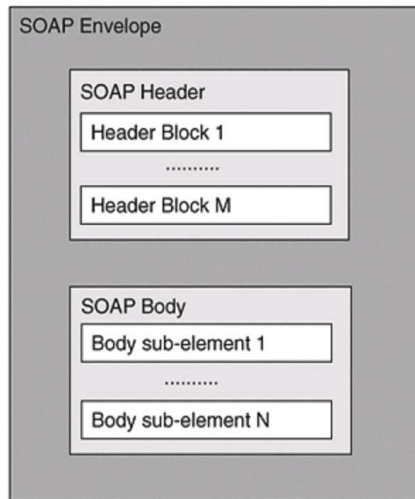 SOAP Envelope
SOAP Header
Header Block 1
..........
Header Block M
SOAP Body
Body sub-element 1
..........
Body sub-element N